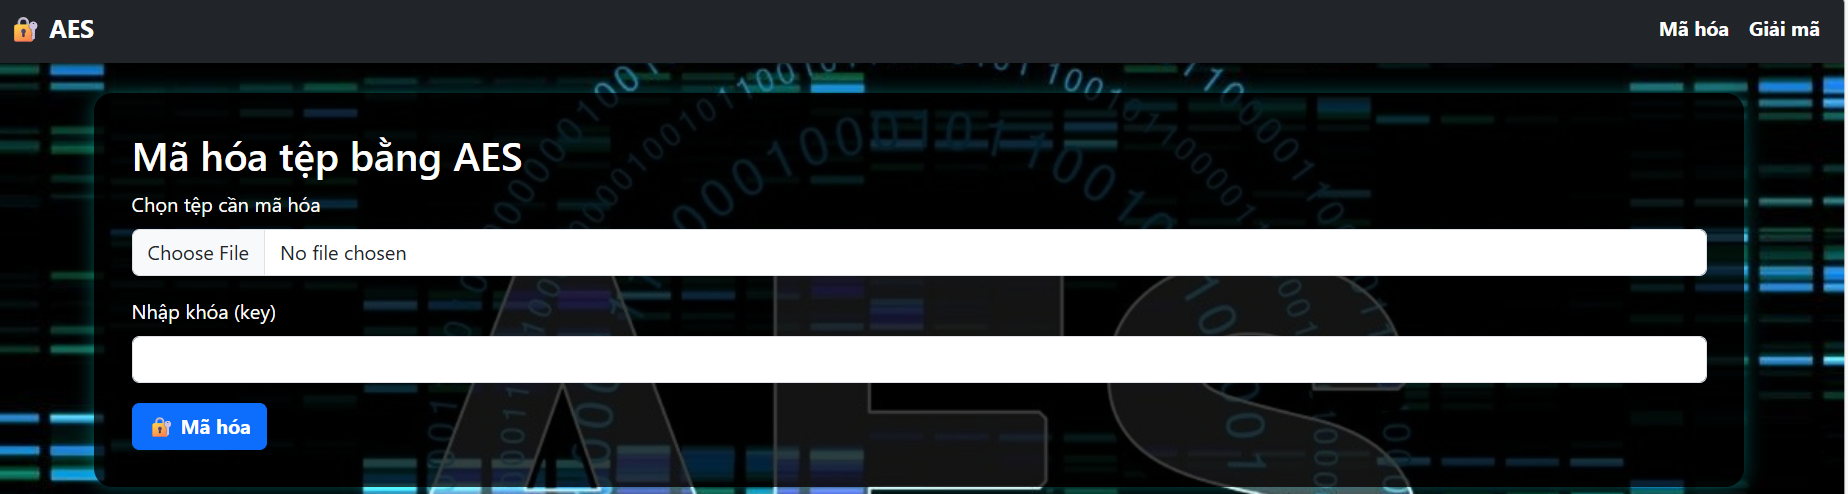 🔐 AES
Mã hóa Giải mã
Mã hóa tệp bằng AES
Chọn tệp cần mã hóa
Choose File No file chosen
Nhập khóa (key)
🔐 Mã hóa
AES